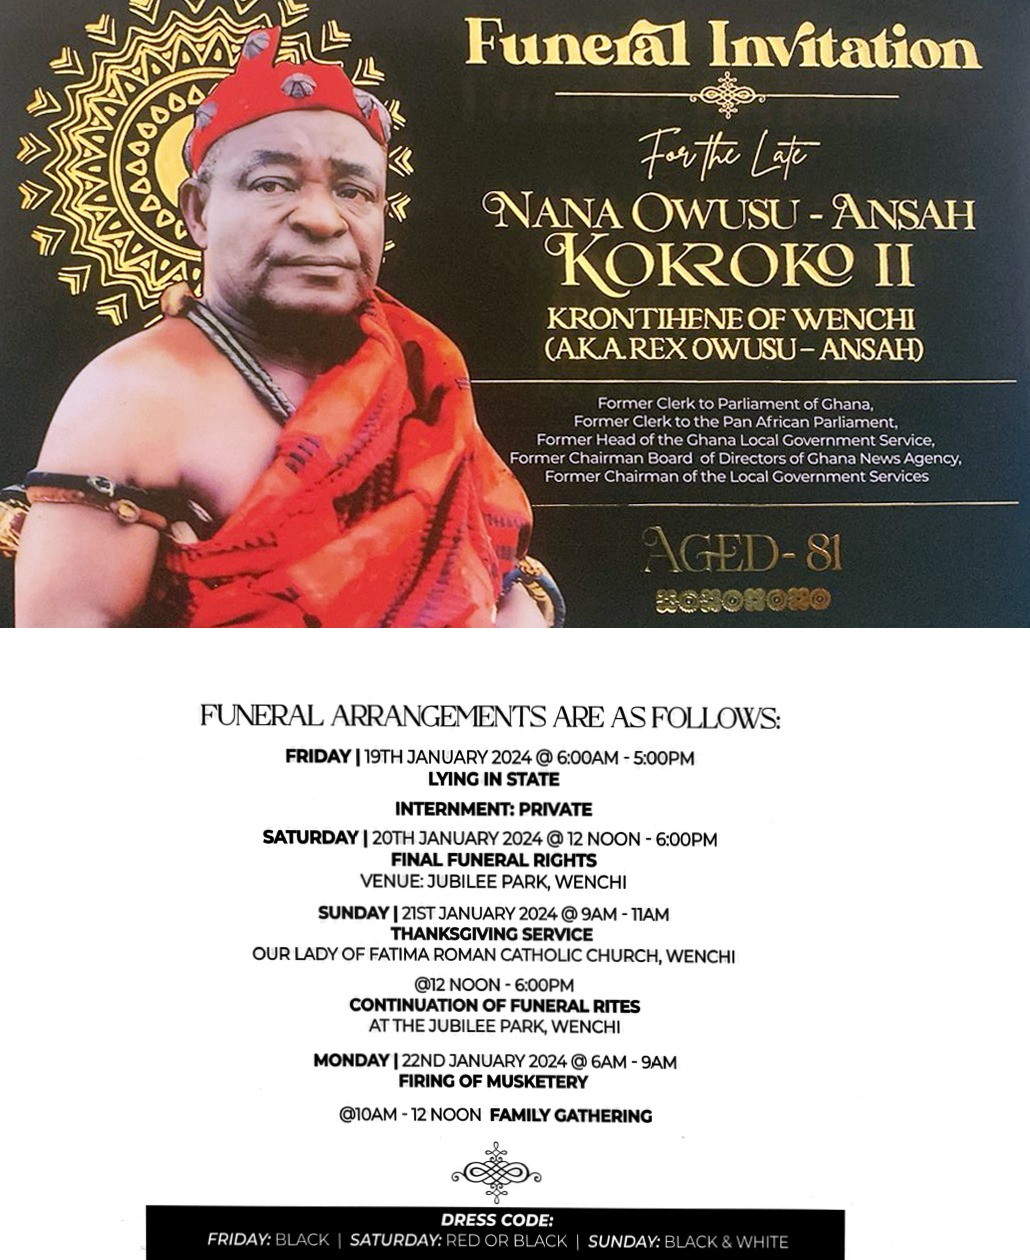 Funeral Invitation
For the Late
NANA OWUSU - ANSAH
KOKROKO II
KRONTIHENE OF WENCHI
(A.K.A. REX OWUSU - ANSAH)
Former Clerk to Parliament of Ghana,
Former Clerk to the Pan African Parliament,
Former Head of the Ghana Local Government Service,
Former Chairman Board of Directors of Ghana News Agency,
Former Chairman of the Local Government Services
AGED- 81
FUNERAL ARRANGEMENTS ARE AS FOLLOWS:
FRIDAY | 19TH JANUARY 2024 @ 6:00AM - 5:00PM
LYING IN STATE
INTERNMENT: PRIVATE
SATURDAY | 20TH JANUARY 2024 @ 12 NOON - 6:00PM
FINAL FUNERAL RIGHTS
VENUE: JUBILEE PARK, WENCHI
SUNDAY | 21ST JANUARY 2024 @ 9AM - 11AM
THANKSGIVING SERVICE
OUR LADY OF FATIMA ROMAN CATHOLIC CHURCH, WENCHI
@12 NOON - 6:00PM
CONTINUATION OF FUNERAL RITES
AT THE JUBILEE PARK, WENCHI
MONDAY | 22ND JANUARY 2024 @ 6AM - 9AM
FIRING OF MUSKETERY
@10AM - 12 NOON FAMILY GATHERING
DRESS CODE:
FRIDAY: BLACK | SATURDAY: RED OR BLACK | SUNDAY: BLACK & WHITE